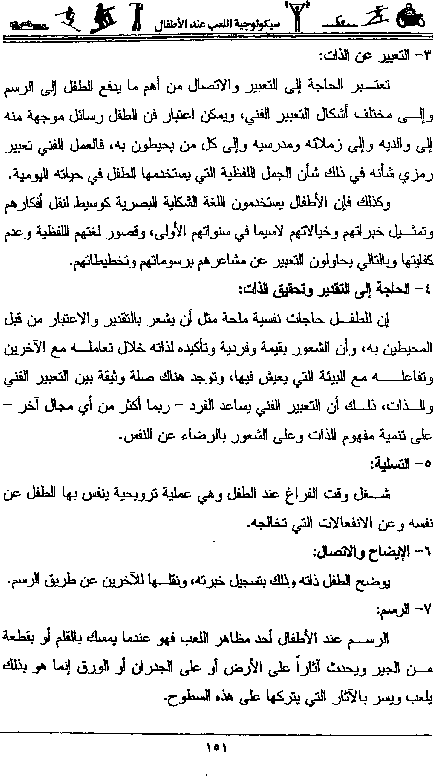 سيكولوجية اللعب عند الأطفال
٣- التعبير عن الذات:
تعتبر الحاجة إلى التعبير والاتصال من أهم ما يدفع الطفل إلى الرسم
وإلى مختلف أشكال التعبير الفني، ويمكن اعتبار فن الطفل رسائل موجهة منه
إلى والديه وإلى زملائه ومدرسيه وإلى كل من يحيطون به، فالعمل الفني تعبير
رمزي شأنه في ذلك شأن الجمل اللفظية التي يستخدمها الطفل في حياته اليومية.
وكذلك فإن الأطفال يستخدمون اللغة الشكلية البصرية كوسيط لنقل أفكارهم
وتمثيل خبراتهم وخيالاتهم لاسيما في سنواتهم الأولى، وقصور لغتهم اللفظية وعدم
كفايتها وبالتالي يحاولون التعبير عن مشاعرهم برسوماتهم وتخطيطاتهم.
٤- الحاجة إلى التقدير وتحقيق الذات:
إن للطفل حاجات نفسية ملحة مثل أن يشعر بالتقدير والاعتبار من قبل
المحيطين به، وأن الشعور بقيمة وفردية وتأكيده لذاته خلال تعامله مع الآخرين
وتفاعله مع للبيئة التي يعيش فيها، وتوجد هناك صلة وثيقة بين التعبير الفني
والذات، ذلك أن التعبير الفني يساعد الفرد – ربما أكثر من أي مجال آخر –
على تنمية مفهوم للذات وعلى الشعور بالرضاء عن النفس.
٥- التسلية:
شغل وقت الفراغ عند الطفل وهي عملية ترويحية ينفس بها للطفل عن
نفسه وعن الانفعالات التي تخالجه.
٦- الإيضاح والاتصال:
يوضح الطفل ذاته وذلك بتسجيل خبرته، ونقلها للآخرين عن طريق الرسم.
٧- الرسم:
الرسم عند الأطفال أحد مظاهر اللعب فهو عندما يمسك بالقلم أو بقطعة
من الجير ويحدث آثاراً على الأرض أو على الجدران أو الورق إنما هو بذلك
يلعب ويسر بالآثار التي يتركها على هذه السطوح.
١٥١